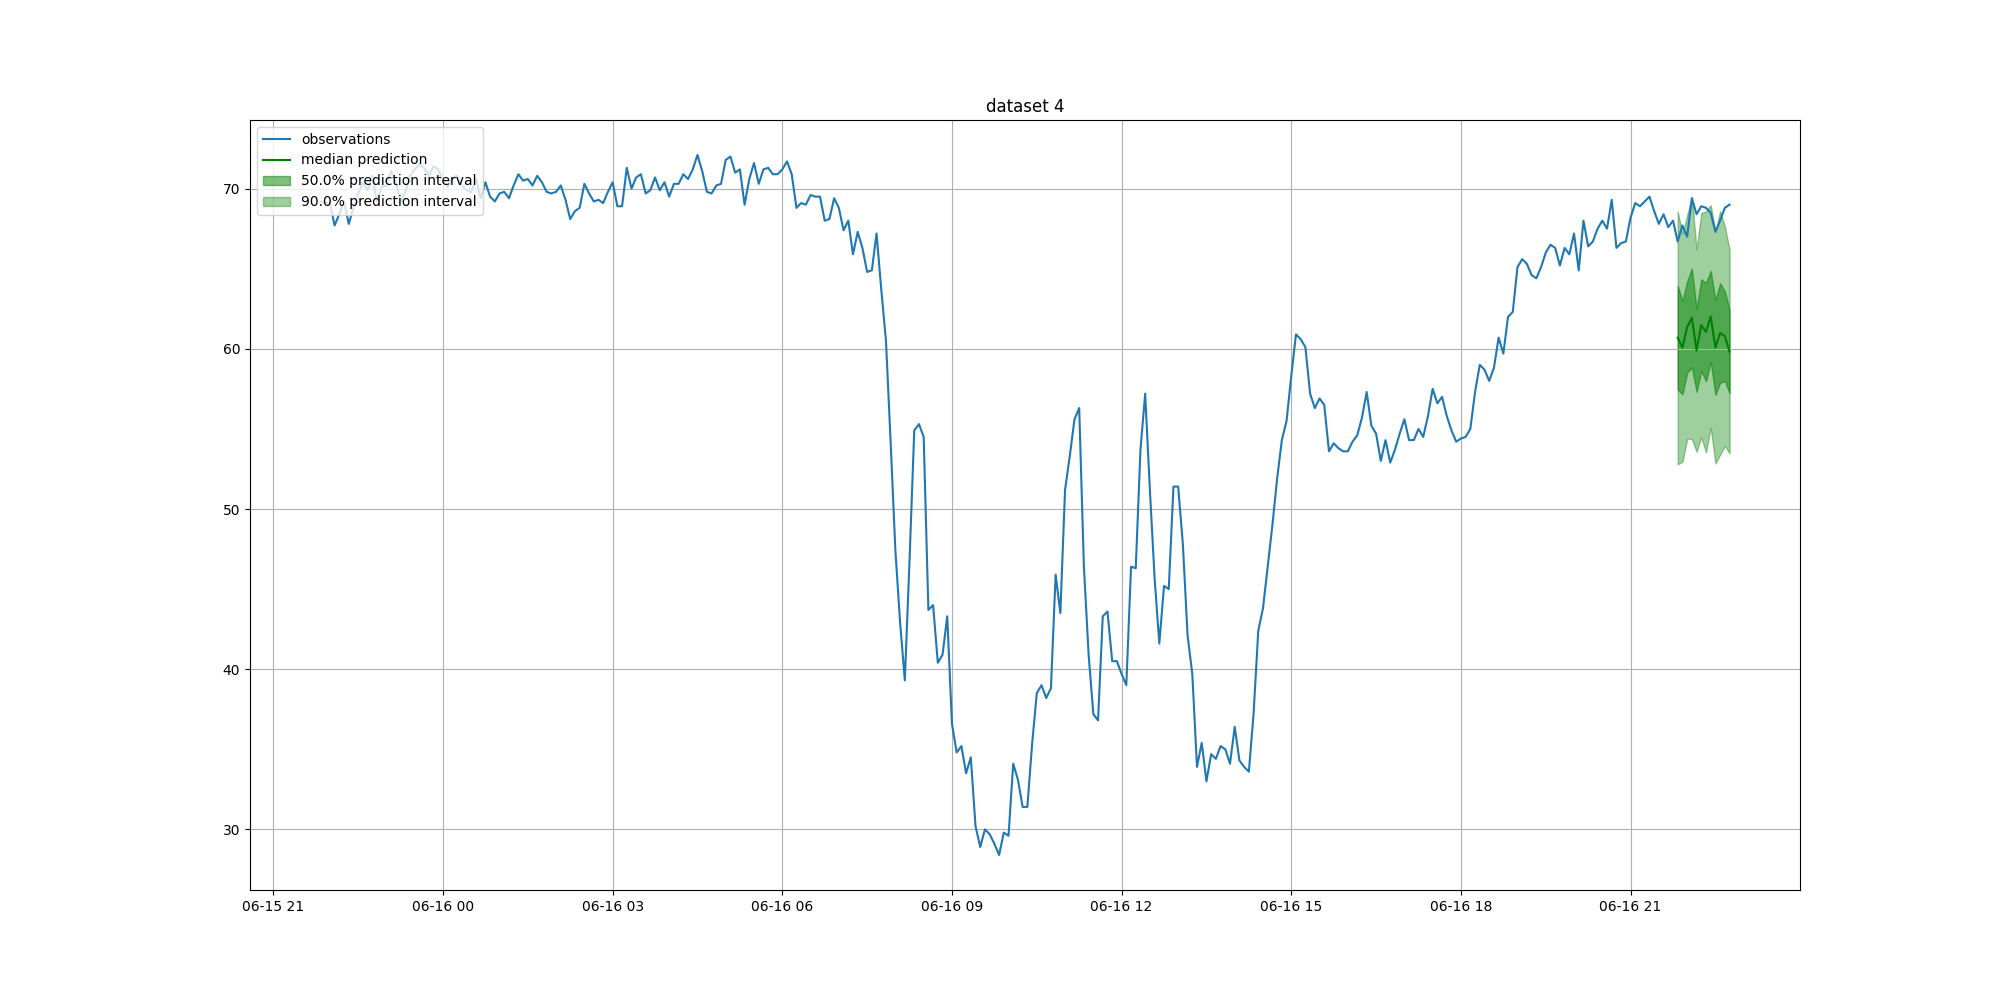 dataset 4
observations
median prediction
50.0% prediction interval
90.0% prediction interval
70
60
50
40
30
06-15 21
06-16 00
06-16 03
06-16 06
06-16 09
06-16 12
06-16 15
06-16 18
06-16 21